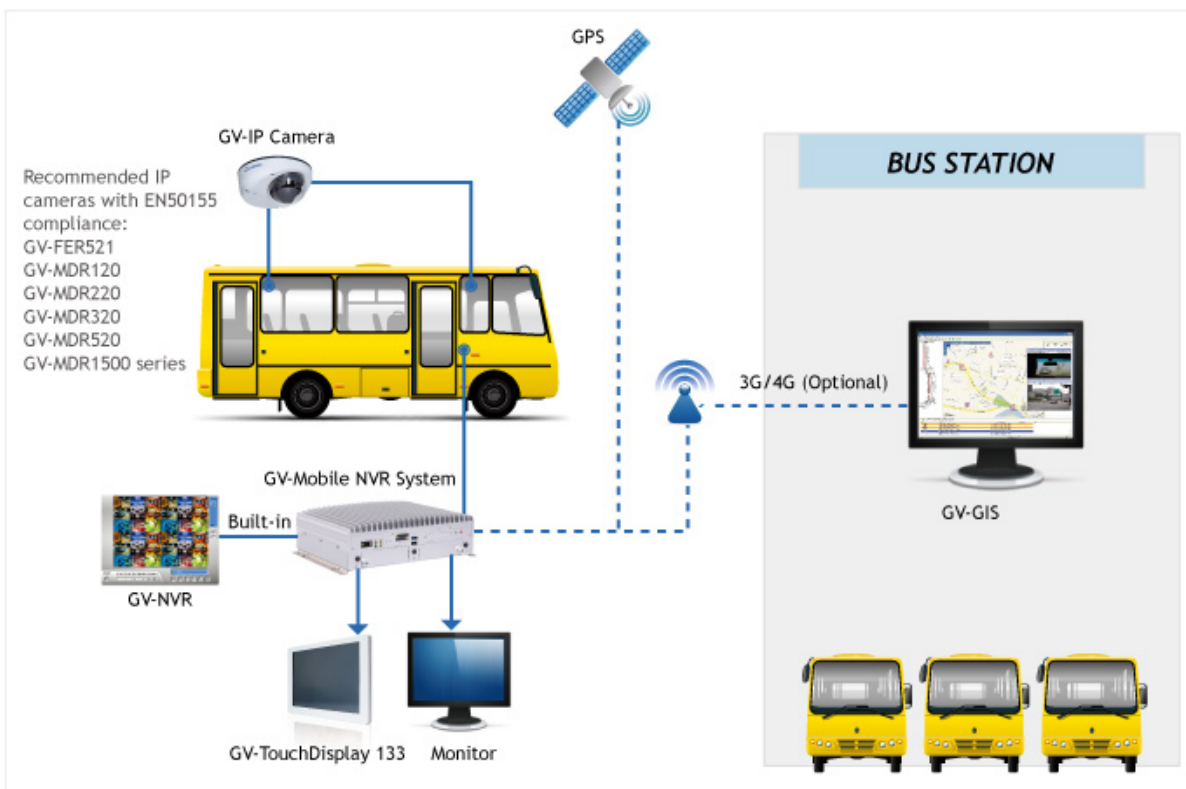 GPS
GV-IP Camera
Recommended IP
cameras with EN50155
compliance:
GV-FER521
GV-MDR120
GV-MDR220
GV-MDR320
GV-MDR520
GV-MDR1500 series
BUS STATION
3G/4G (Optional)
GV-GIS
GV-Mobile NVR System
Built-in
GV-NVR
GV-TouchDisplay 133
Monitor